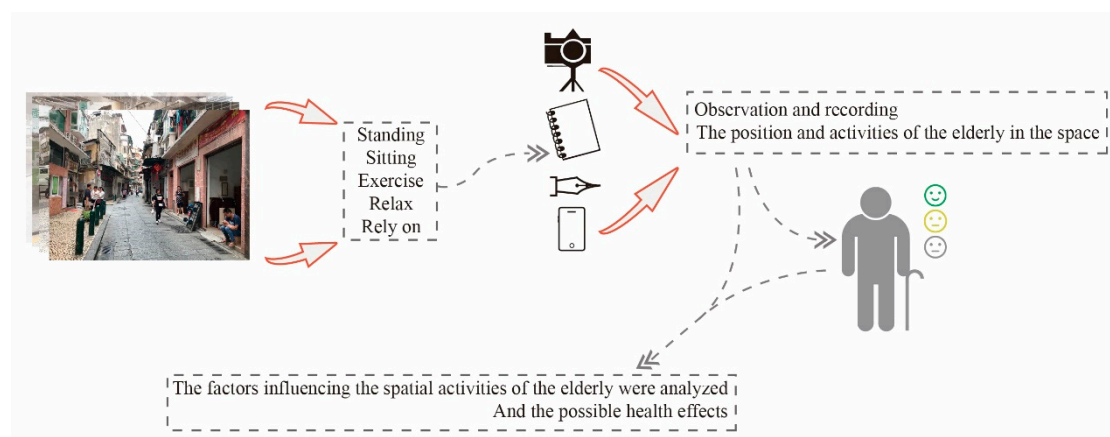 Standing
Sitting
Exercise
Relax
Rely on
Observation and recording
The position and activities of the elderly in the space
The factors influencing the spatial activities of the elderly were analyzed
And the possible health effects